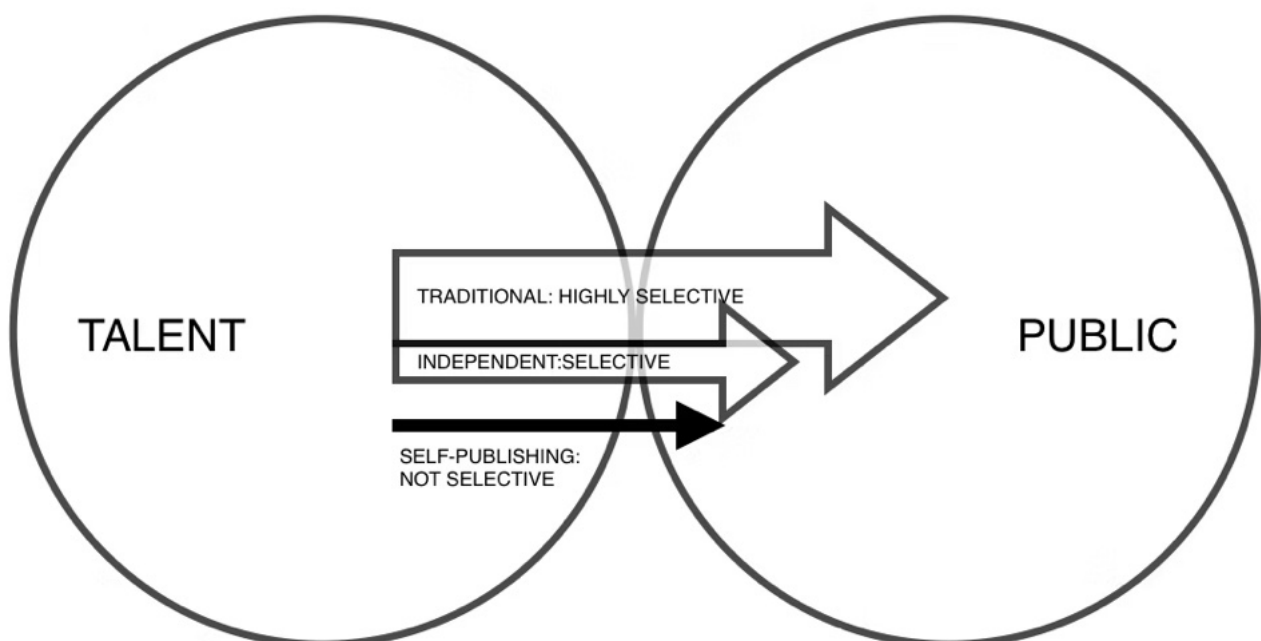 TRADITIONAL: HIGHLY SELECTIVE
TALENT
PUBLIC
INDEPENDENT:SELECTIVE
SELF-PUBLISHING:
NOT SELECTIVE